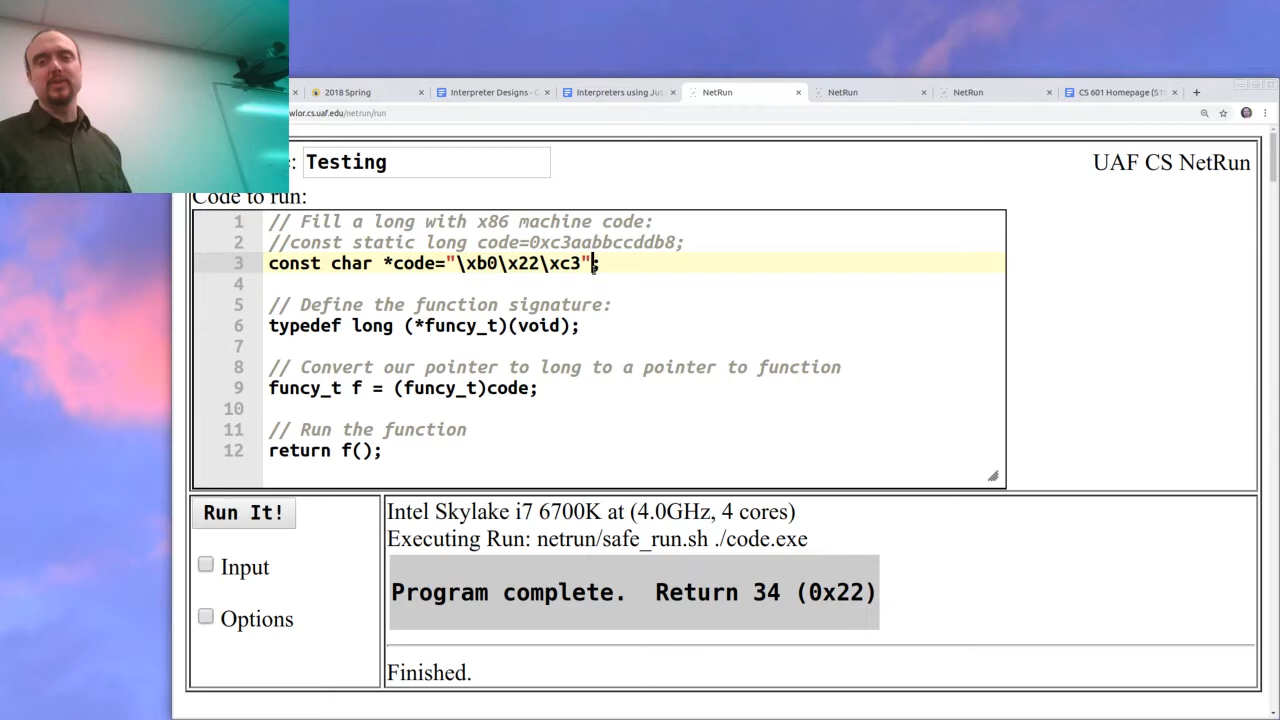 2018 Spring
Interpreter Designs - C
Interpreters using Jus
NetRun
NetRun
NetRun
CS 601 Homepage (S1
wlor.cs.uaf.edu/netrun/run
: Testing
UAF CS NetRun
Code to run:
1 // Fill a long with x86 machine code:
2 //const static long code=0xc3aabbccddb8;
3 const char *code="\xb0\x22\xc3";
4
5 // Define the function signature:
6 typedef long (*funcy_t)(void);
7
8 // Convert our pointer to long to a pointer to function
9 funcy_t f = (funcy_t)code;
10
11 // Run the function
12 return f();
Run It!
Input
Options
Intel Skylake i7 6700K at (4.0GHz, 4 cores)
Executing Run: netrun/safe_run.sh ./code.exe
Program complete. Return 34 (0x22)
Finished.